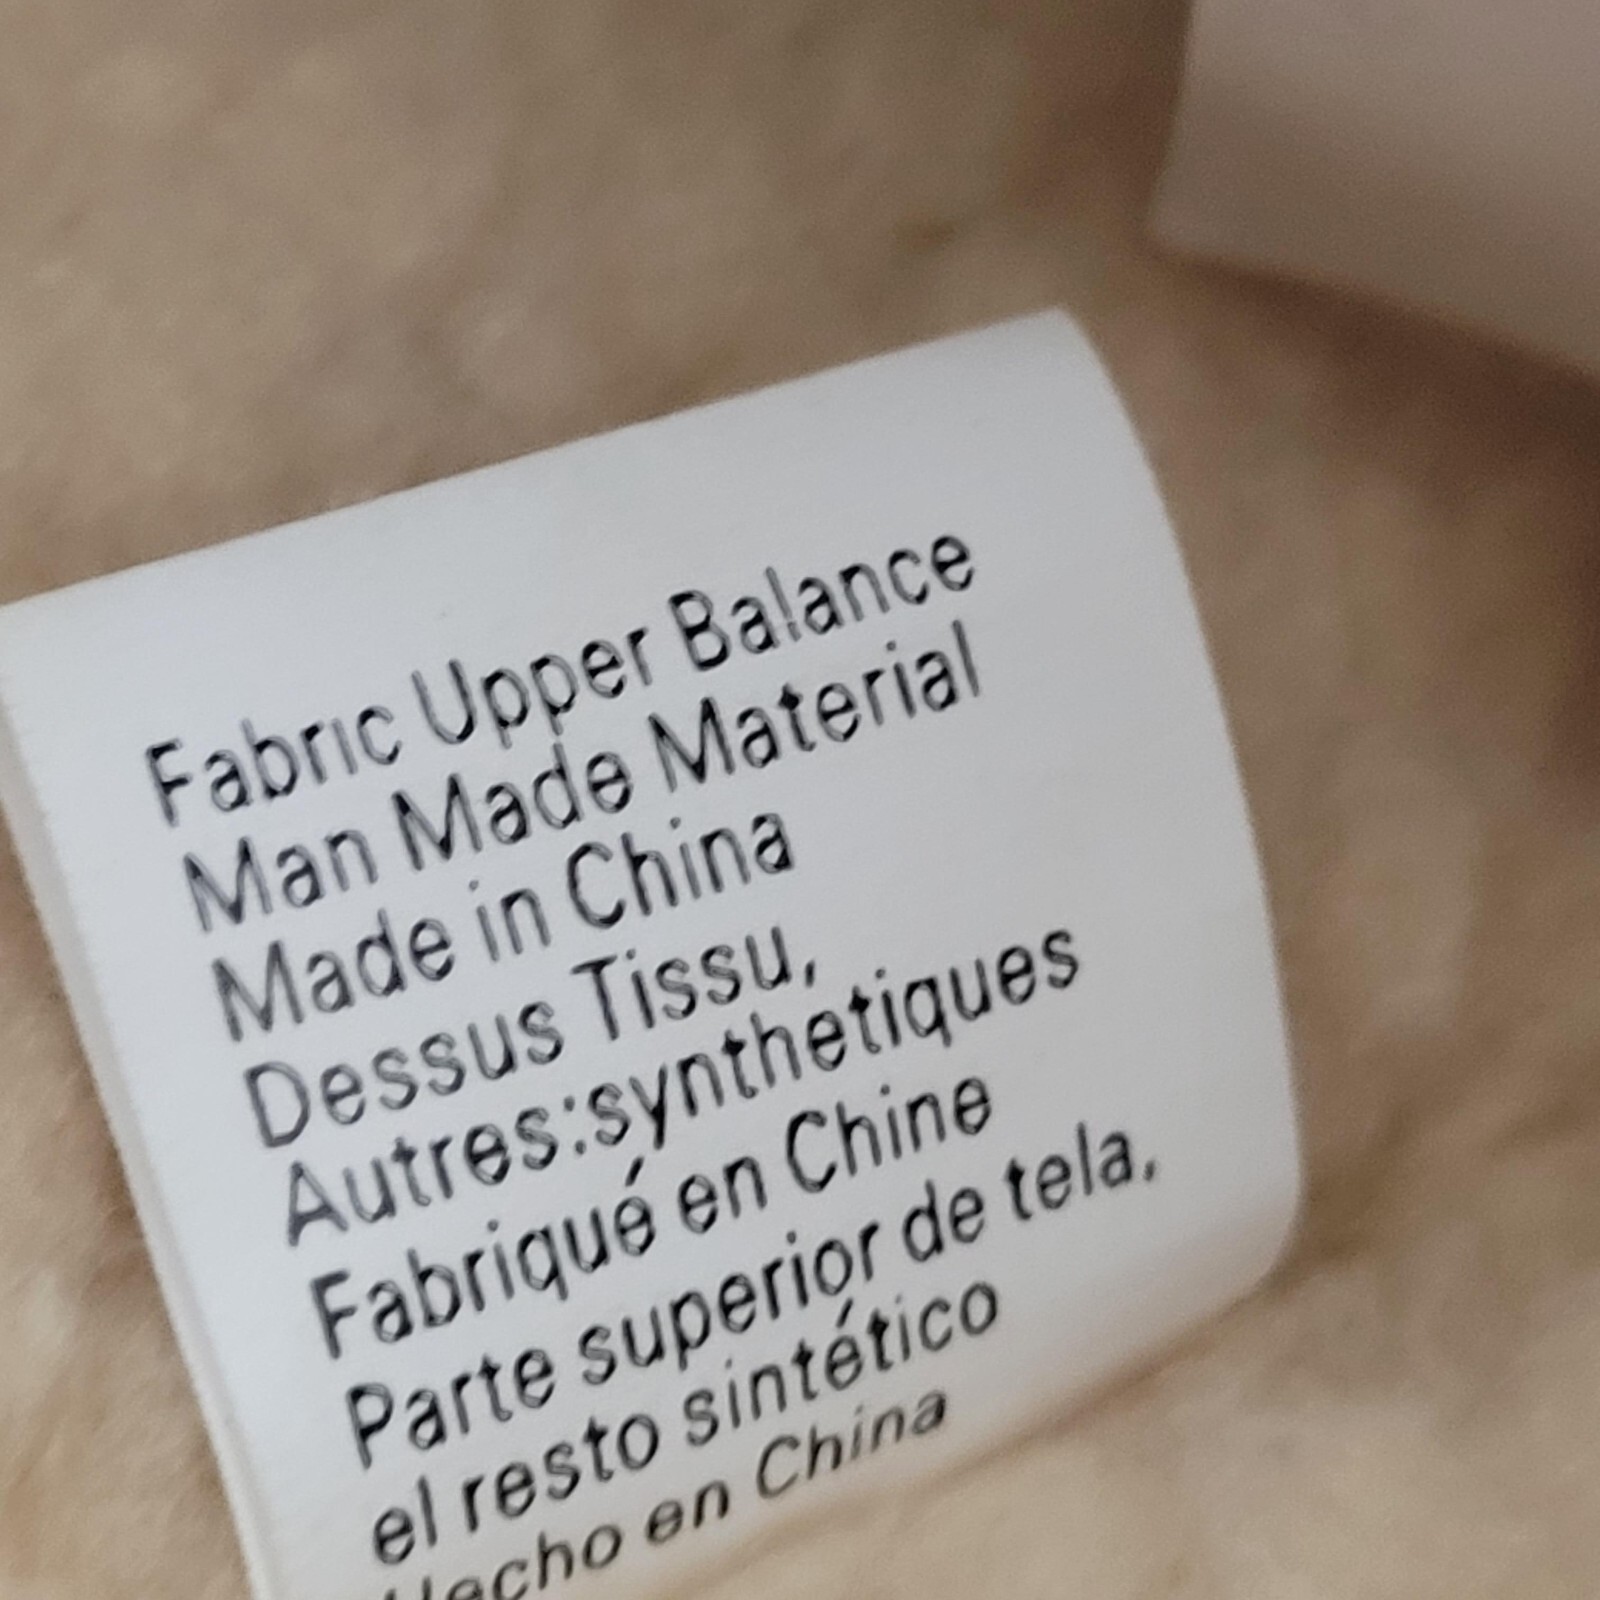 Fabric Upper Balance
Man Made Material
Made in China
Dessus Tissu,
Autres:synthetiques
Fabriqué en Chine
Parte superior de tela,
el resto sintético
Hecho en China